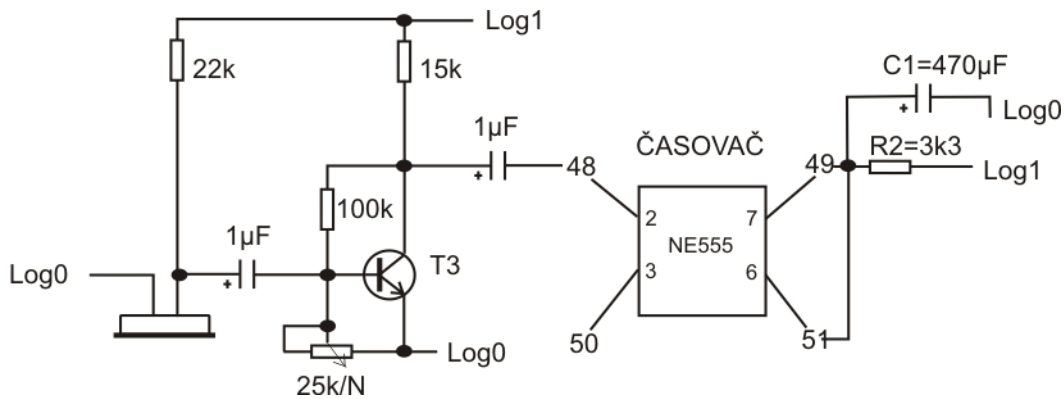 Log1
22k
15k
C1=470µF
Log0
1µF
ČASOVAČ
48
49
R2=3k3
Log1
100k
2
7
NE555
1µF
T3
3
6
Log0
50
51
Log0
25k/N